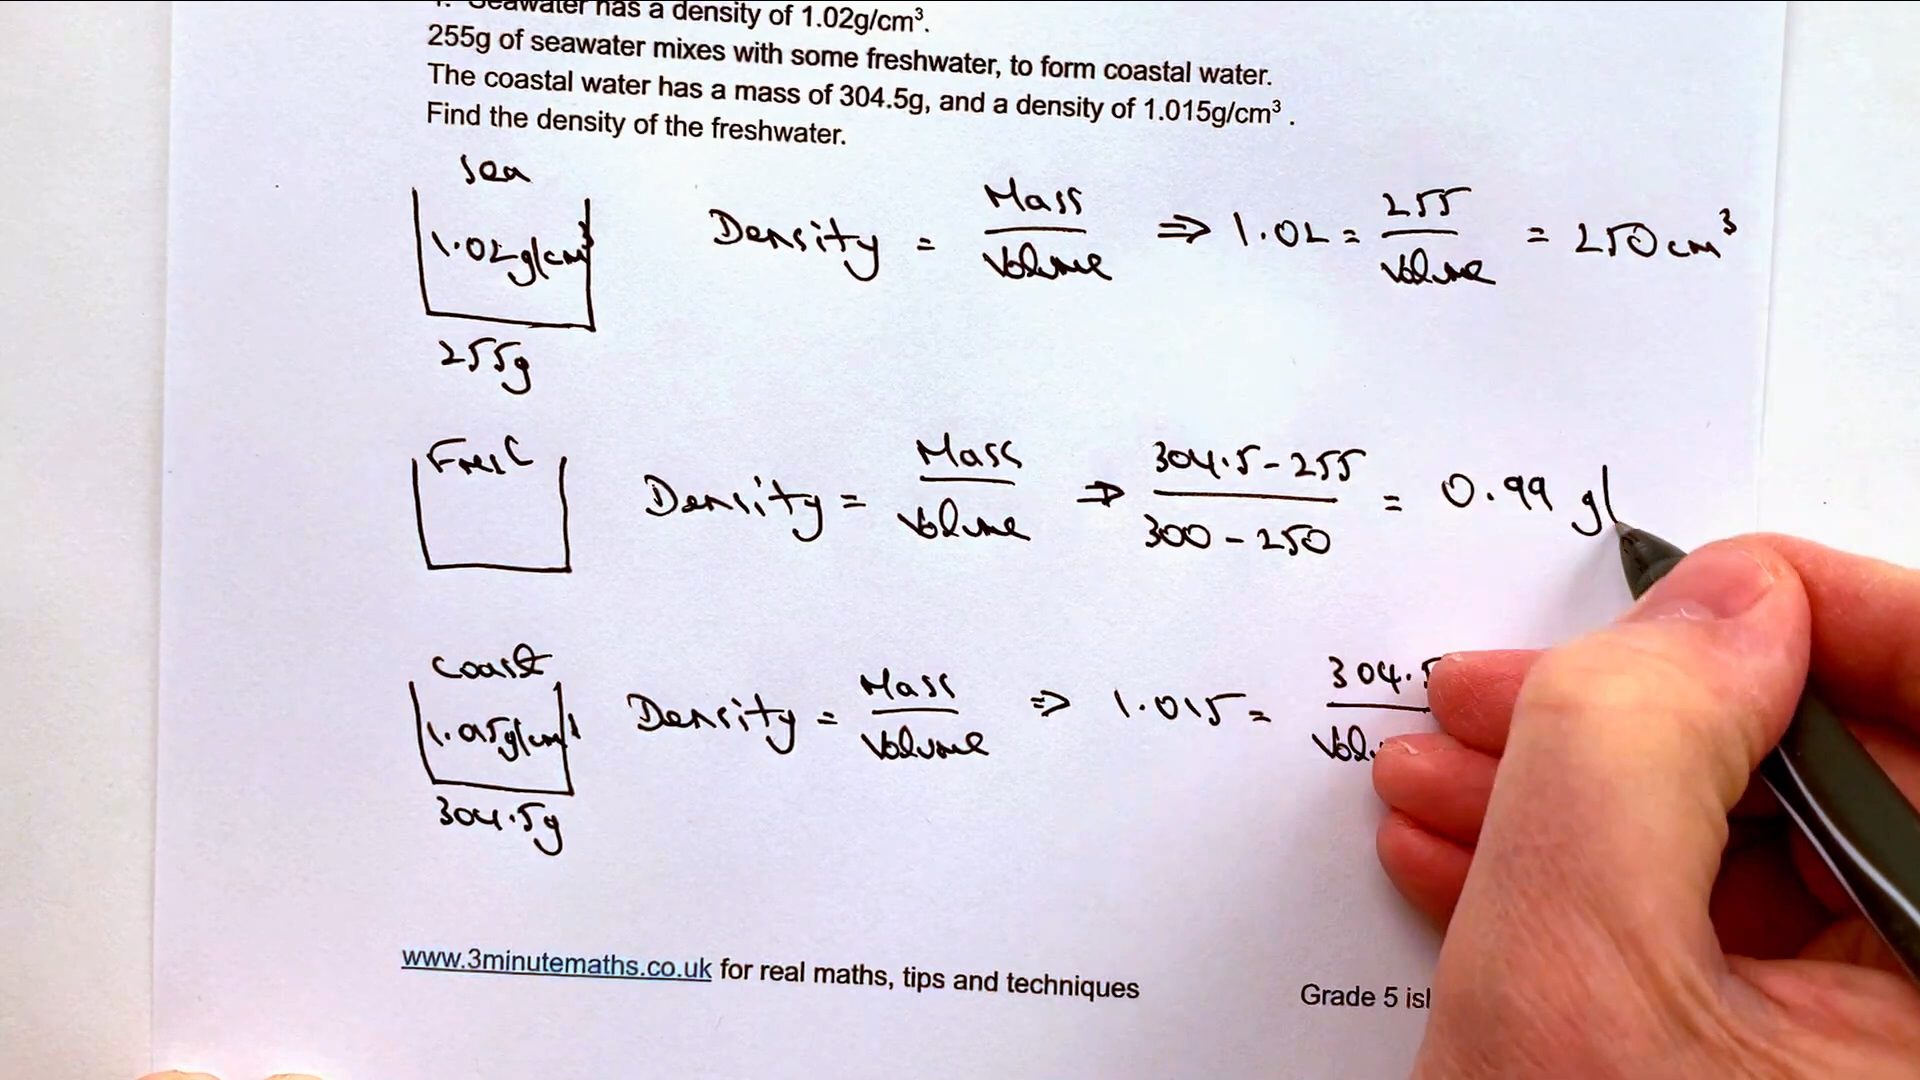 Seawater has a density of 1.02g/cm³.
255g of seawater mixes with some freshwater, to form coastal water.
The coastal water has a mass of 304.5g, and a density of 1.015g/cm³ .
Find the density of the freshwater.
Sea
1.02g/cm³
255g
Density = Mass / Volume ⇒ 1.02 = 255 / Volume = 250cm³
Fresh
Density = Mass / Volume ⇒ 304.5-255 / 300-250 = 0.99 g/
Coast
1.015g/cm³
304.5g
Density = Mass / Volume ⇒ 1.015 = 304.5
www.3minutemaths.co.uk for real maths, tips and techniques
Grade 5